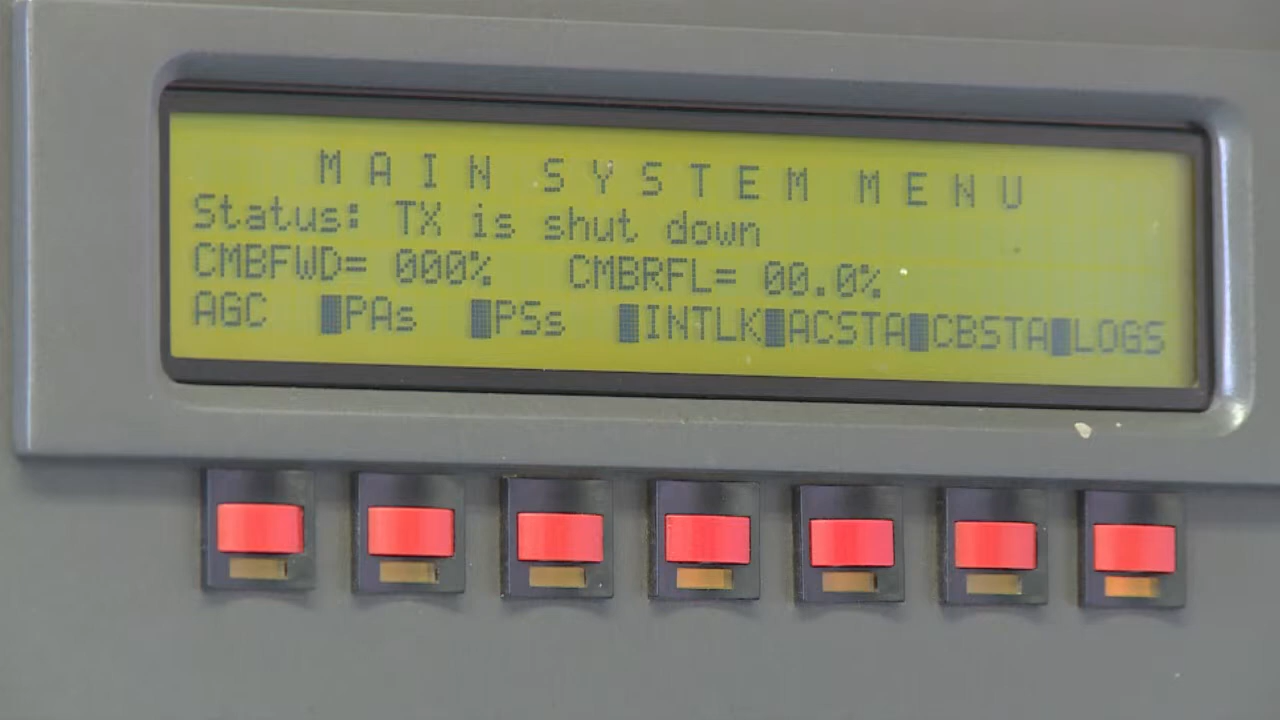 MAIN SYSTEM MENU
Status: TX is shut down
CMBFWD= 000% CMBRFL= 00.0%
AGC █PAs █PSs █INTLK█ACSTA█CBSTA█LOGS